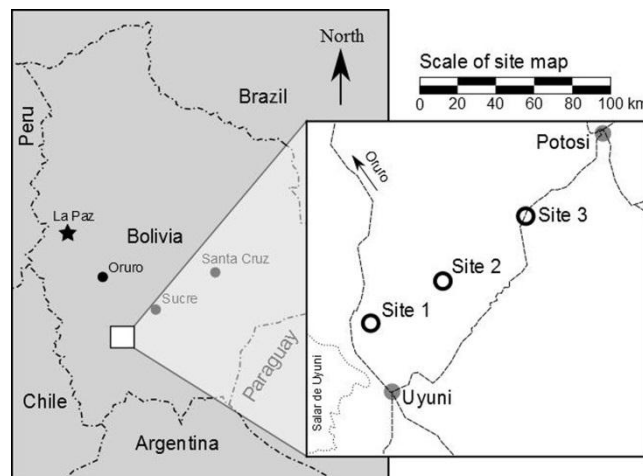 North
Brazil
Peru
La Paz
Bolivia
Oruro
Santa Cruz
Sucre
Paraguay
Chile
Argentina
Scale of site map
0 20 40 60 80 100 km
Potosi
Oruro
Site 3
Site 2
Site 1
Salar de Uyuni
Uyuni